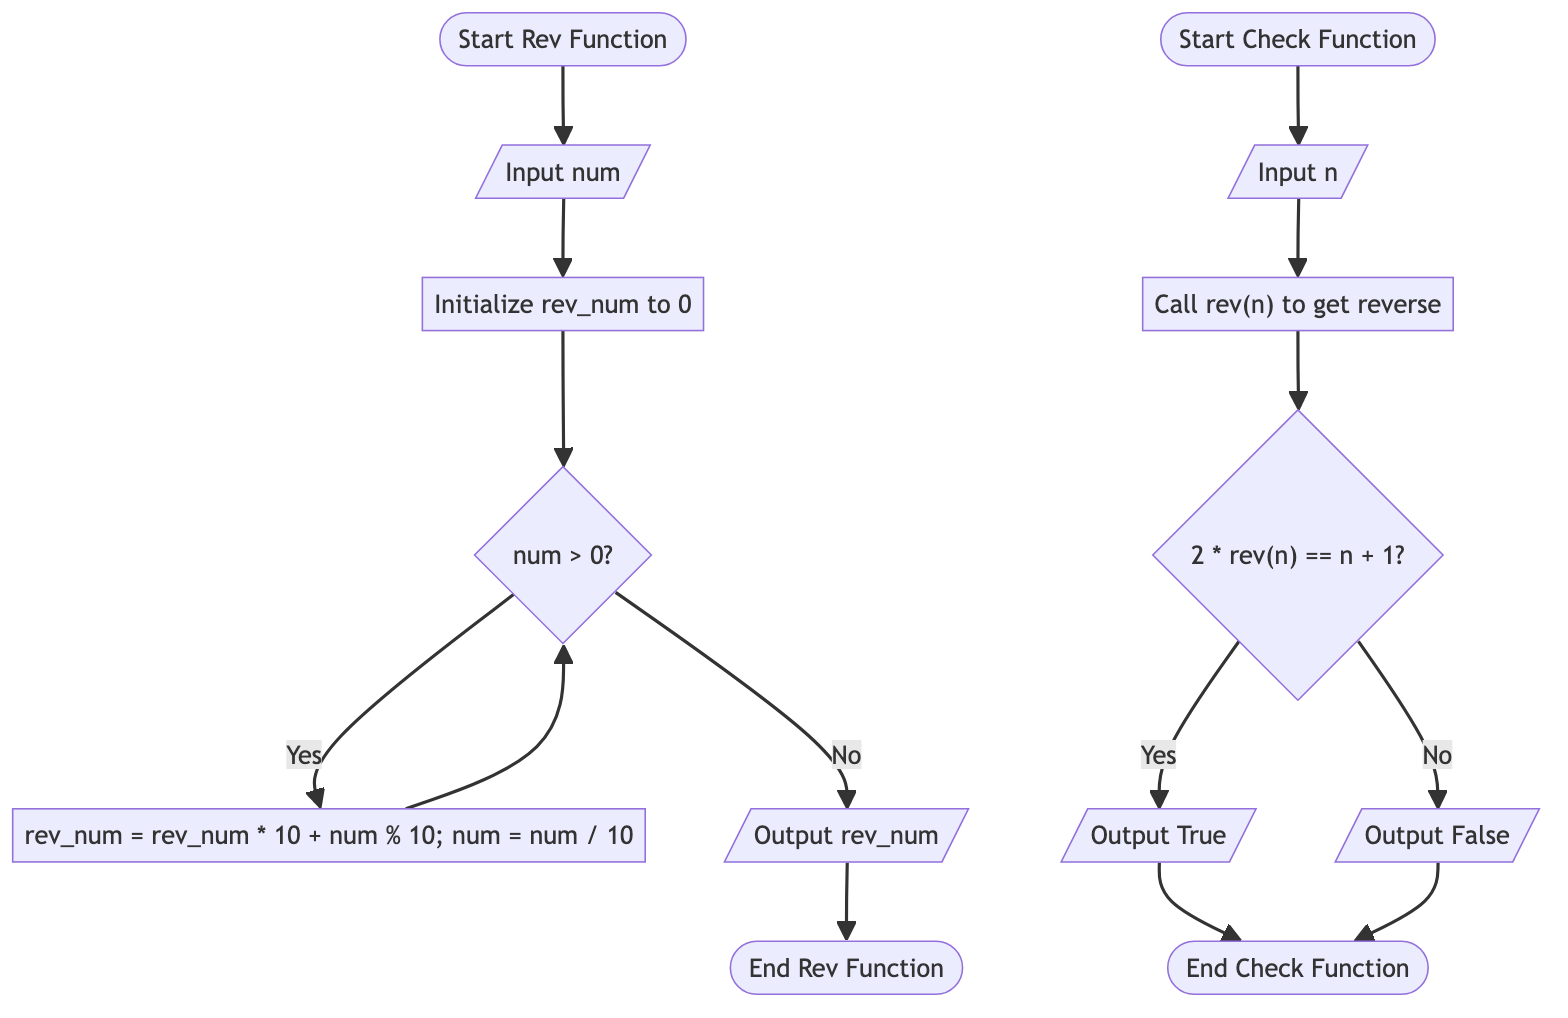 Start Rev Function
Input num
Initialize rev_num to 0
num > 0?
Yes
No
rev_num = rev_num * 10 + num % 10; num = num / 10
Output rev_num
End Rev Function
Start Check Function
Input n
Call rev(n) to get reverse
2 * rev(n) == n + 1?
Yes
No
Output True
Output False
End Check Function